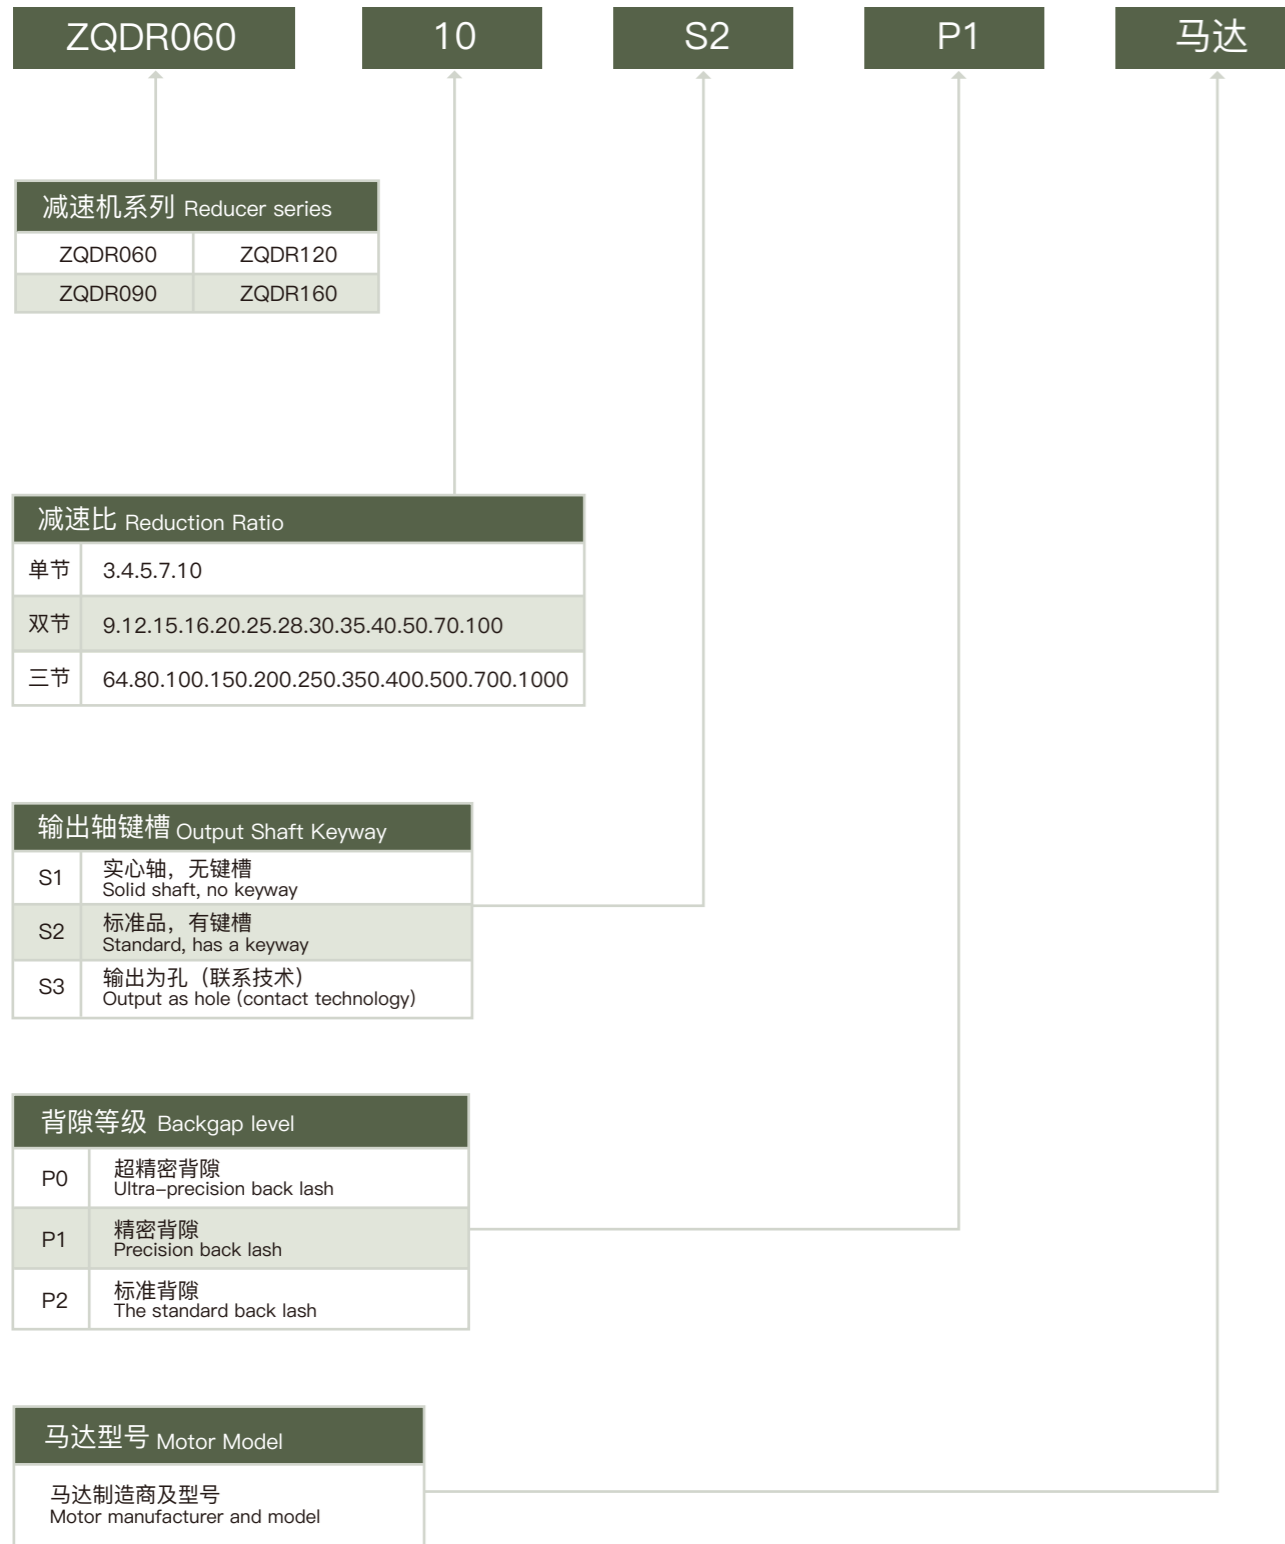 ZQDR060 10 S2 P1 马达
减速机系列 Reducer series
ZQDR060 ZQDR120
ZQDR090 ZQDR160
减速比 Reduction Ratio
单节 3.4.5.7.10
双节 9.12.15.16.20.25.28.30.35.40.50.70.100
三节 64.80.100.150.200.250.350.400.500.700.1000
输出轴键槽 Output Shaft Keyway
S1 实心轴，无键槽
Solid shaft, no keyway
S2 标准品，有键槽
Standard, has a keyway
S3 输出为孔（联系技术）
Output as hole (contact technology)
背隙等级 Backgap level
P0 超精密背隙
Ultra-precision back lash
P1 精密背隙
Precision back lash
P2 标准背隙
The standard back lash
马达型号 Motor Model
马达制造商及型号
Motor manufacturer and model